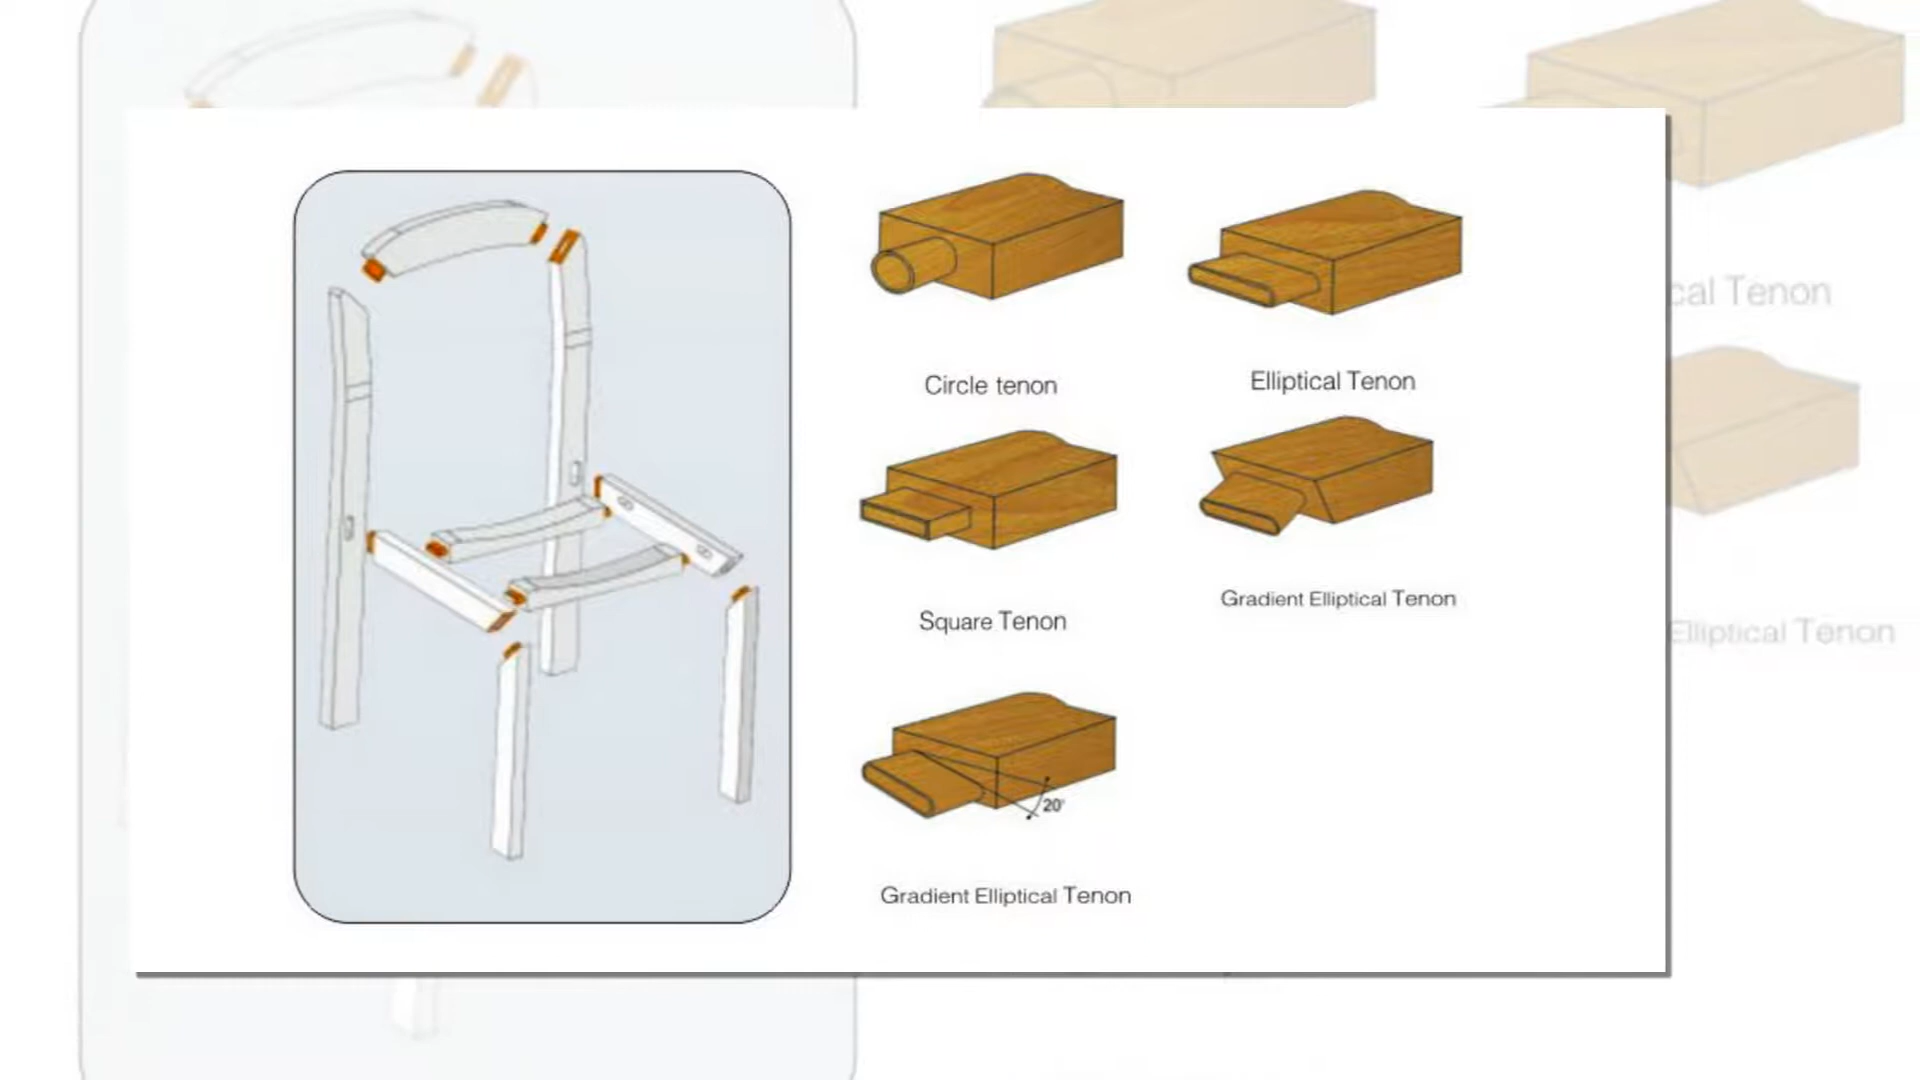 Circle tenon
Elliptical Tenon
Square Tenon
Gradient Elliptical Tenon
20'
Gradient Elliptical Tenon
cal Tenon
Elliptical Tenon